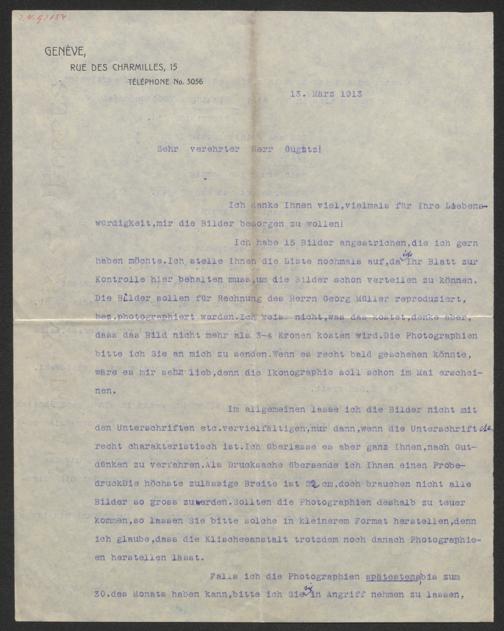 GENÈVE,
RUE DES CHARMILLES, 15
TÉLÉPHONE No. 5056
13. März 1913
Sehr verehrter Herr Gugitz!
Ich danke Ihnen viel,vielmals für Ihre Liebens-
würdigkeit,mir die Bilder besorgen zu wollen!
Ich habe 15 Bilder angestrichen,die ich gern
haben möchte.Ich stelle Ihnen die Liste nochmals auf,da ich Ihr Blatt zur
Kontrolle hier behalten muss,um die Bilder schon verteilen zu können.
Die Bilder sollen für Rechnung des Herrn Georg Müller reproduziert,
bez.photographiert worden.Ich weiss nicht,was das kostet,denke aber,
dass das Bild nicht mehr als 3-4 Kronen kosten wird.Die Photographien
bitte ich Sie an mich zu senden.Wenn es recht bald geschehen könnte,
wäre es mir sehr lieb,denn die Ikonographie soll schon im Mai erschei-
nen.
Im allgemeinen lasse ich die Bilder nicht mit
den Unterschriften etc.vervielfältigen,nur dann,wenn die Unterschrift
recht charakteristisch ist.Ich überlasse es aber ganz Ihnen,nach Gut-
dünken zu verfahren.Als Drucksache übersende ich Ihnen einen Probe-
druck.Die höchste zulässige Breite ist cm,doch brauchen nicht alle
Bilder so gross zu werden.Sollten die Photographien deshalb zu teuer
kommen,so lassen Sie bitte solche in kleinerem Format herstellen,denn
ich glaube,dass die Klischeeanstalt trotzdem noch danach Photographie-
en herstellen lässt.
Falls ich die Photographien spätestens bis zum
30.des Monats haben kann,bitte ich Sie in Angriff nehmen zu lassen,